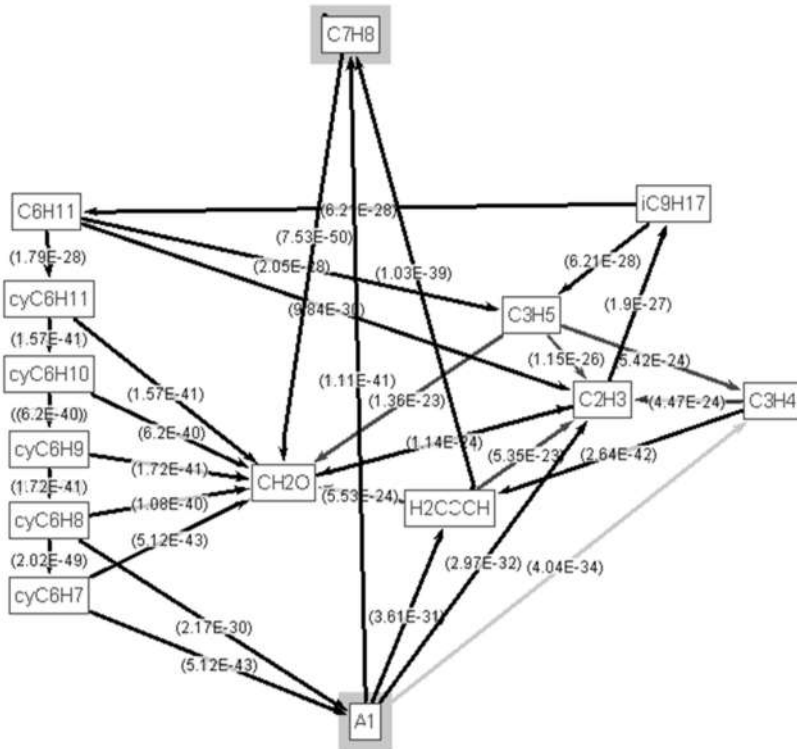 C7H8
C6H11
(6.21E-28)
iC9H17
(7.53E-50)
(1.79E-28)
(2.05E-28)
(1.03E-39)
(6.21E-28)
cyC6H11
(9.84E-30)
C3H5
(1.9E-27)
(1.57E-41)
(1.15E-26)
(5.42E-24)
cyC6H10
(1.57E-41)
(1.11E-41)
(1.36E-23)
C2H3
(4.47E-24)
C3H4
((6.2E-40))
(6.2E-40)
cyC6H9
(1.72E-41)
(1.14E-24)
(5.35E-23)
(2.64E-42)
(1.72E-41)
CH2O
(1.08E-40)
(5.53E-24)
H2CCCH
cyC6H8
(5.12E-43)
(2.02E-49)
(2.97E-32)
(4.04E-34)
cyC6H7
(2.17E-30)
(3.61E-31)
(5.12E-43)
A1